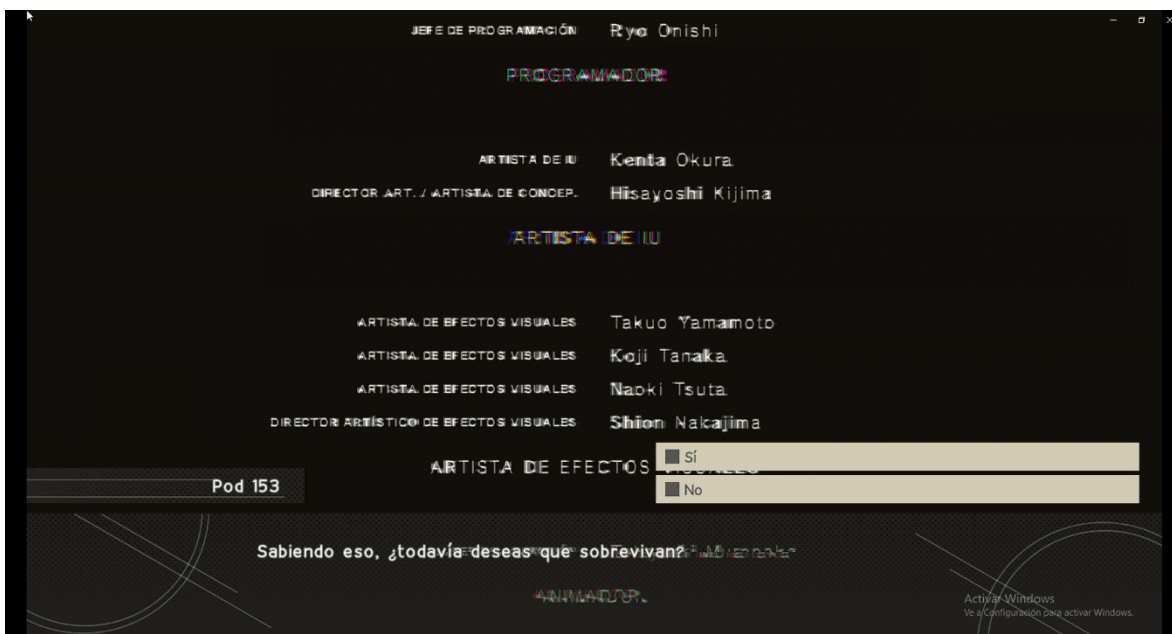 JEFE DE PROGRAMACIÓN Ryo Onishi
PROGRAMADOR
ARTISTA DE IU Kenta Okura
DIRECTOR ART. / ARTISTA DE CONCEP. Hisayoshi Kijima
ARTISTA DE IU
ARTISTA DE EFECTOS VISUALES Takuo Yamamoto
ARTISTA DE EFECTOS VISUALES Koji Tanaka
ARTISTA DE EFECTOS VISUALES Naoki Tsuta
DIRECTOR ARTÍSTICO DE EFECTOS VISUALES Shion Nakajima
ARTISTA DE EFECTOS VISUALES
Sí
No
Pod 153
Sabiendo eso, ¿todavía deseas que sobrevivan?
ANIMADOR
Activar Windows
Ve a Configuración para activar Windows.